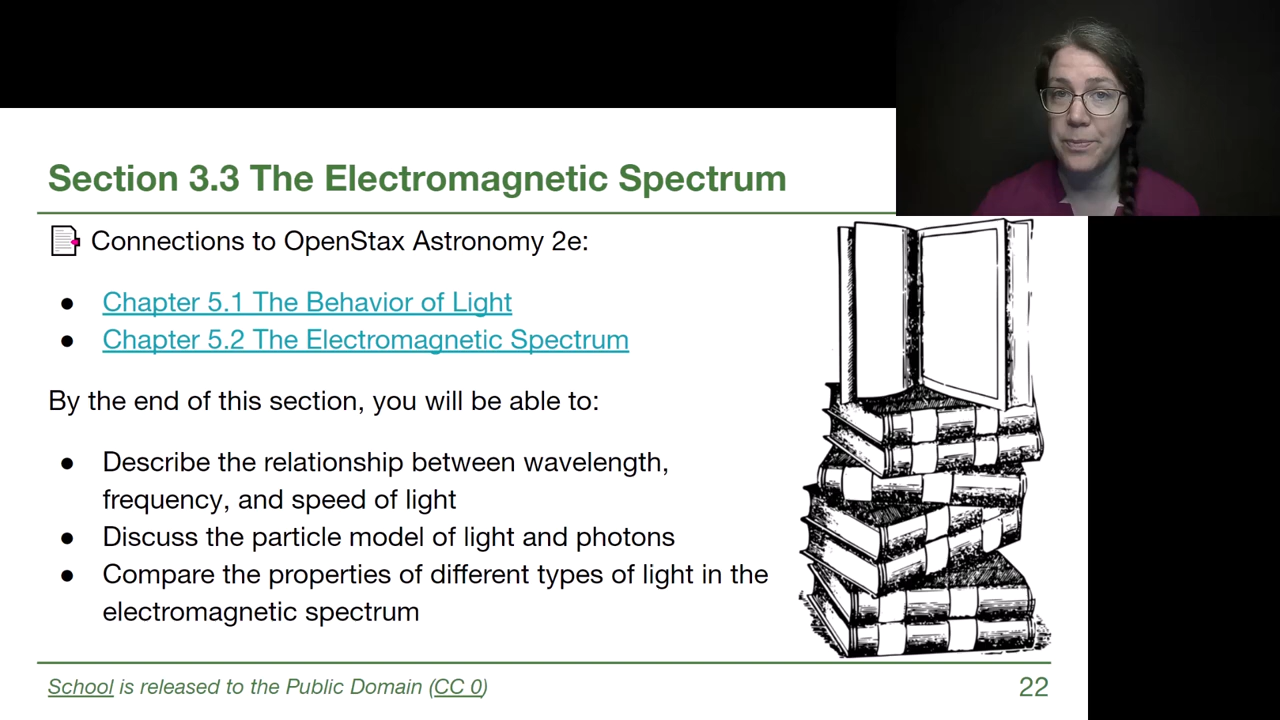 Section 3.3 The Electromagnetic Spectrum
Connections to OpenStax Astronomy 2e:
● Chapter 5.1 The Behavior of Light
● Chapter 5.2 The Electromagnetic Spectrum
By the end of this section, you will be able to:
● Describe the relationship between wavelength,
frequency, and speed of light
● Discuss the particle model of light and photons
● Compare the properties of different types of light in the
electromagnetic spectrum
School is released to the Public Domain (CC 0)
22